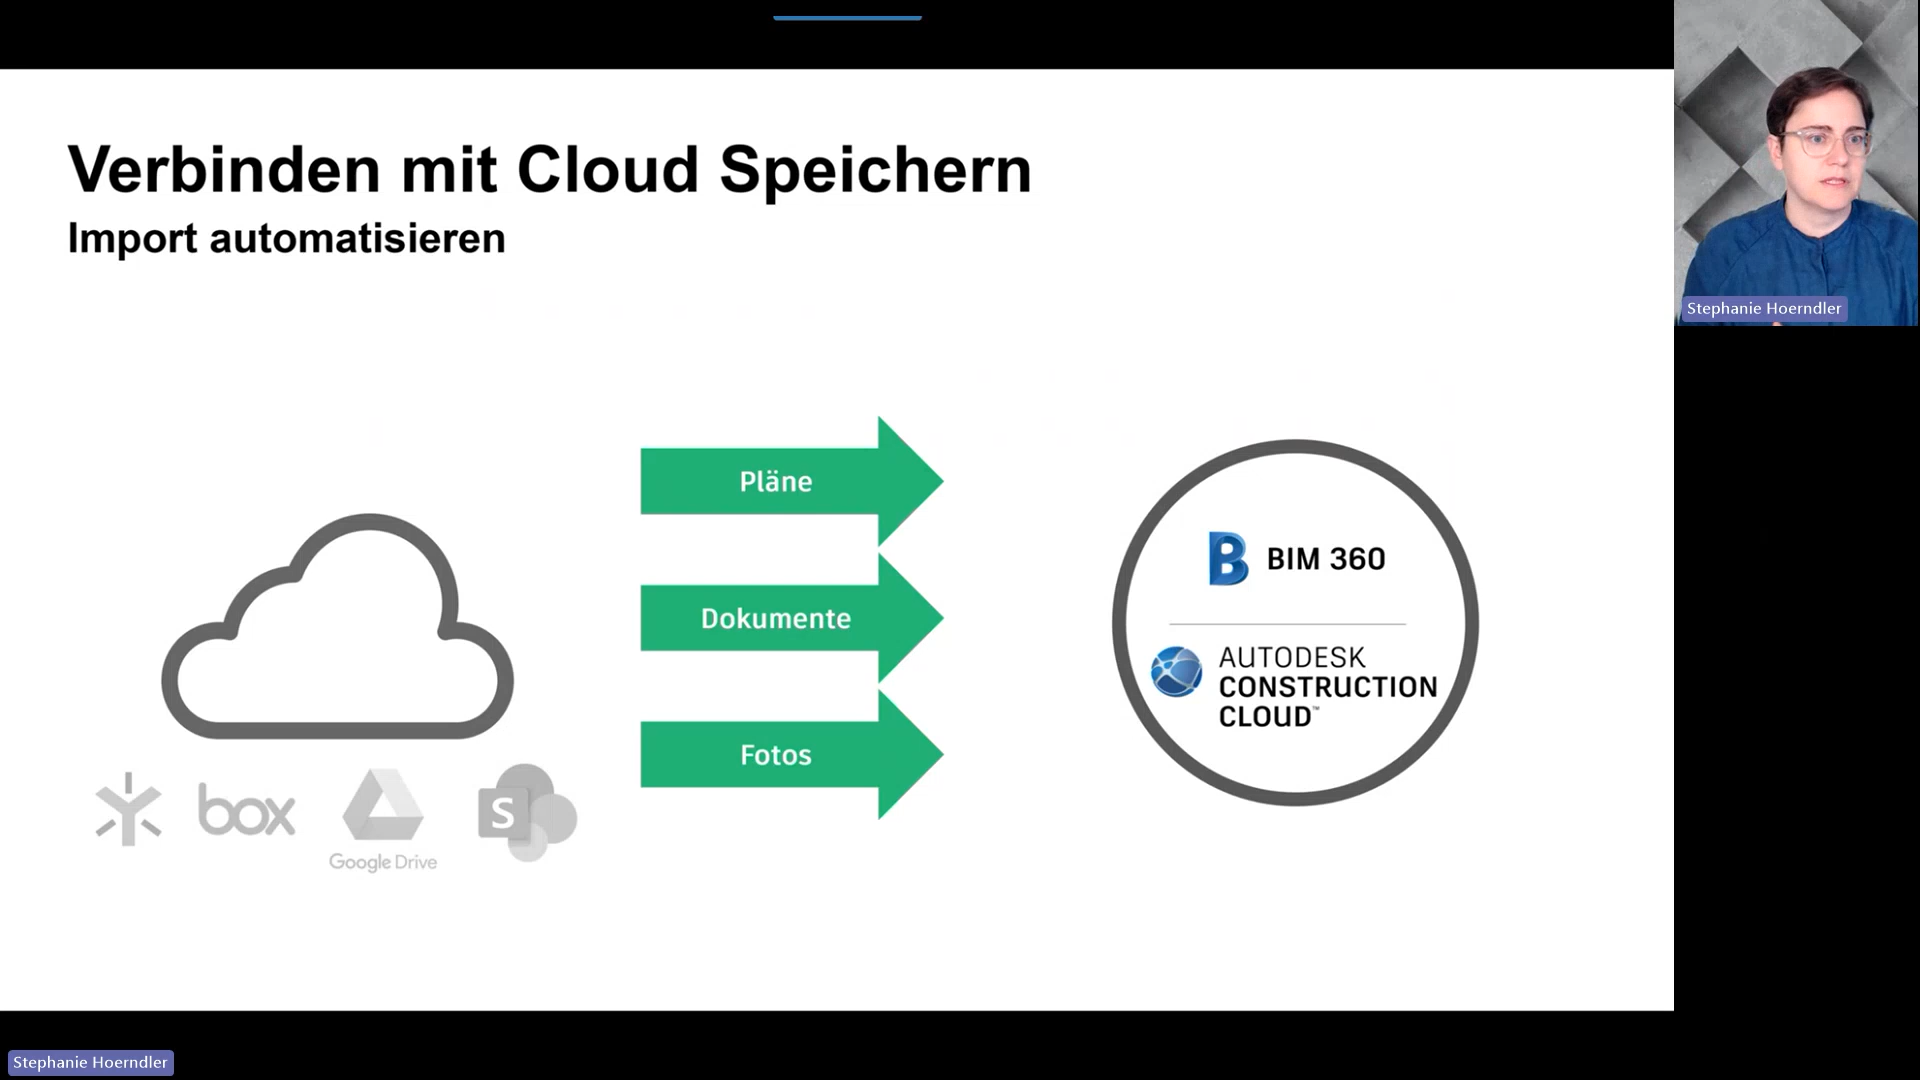 Verbinden mit Cloud Speichern
Import automatisieren
Stephanie Hoerndler
Pläne
Dokumente
Fotos
BIM 360
AUTODESK
CONSTRUCTION
CLOUD™
box
Google Drive
S
Stephanie Hoerndler